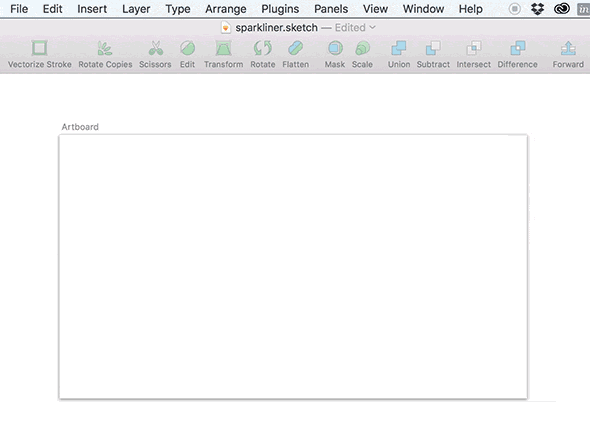 File Edit Insert Layer Type Arrange Plugins Panels View Window Help in
sparkliner.sketch — Edited
Vectorize Stroke Rotate Copies Scissors Edit Transform Rotate Flatten Mask Scale Union Subtract Intersect Difference Forward
Artboard